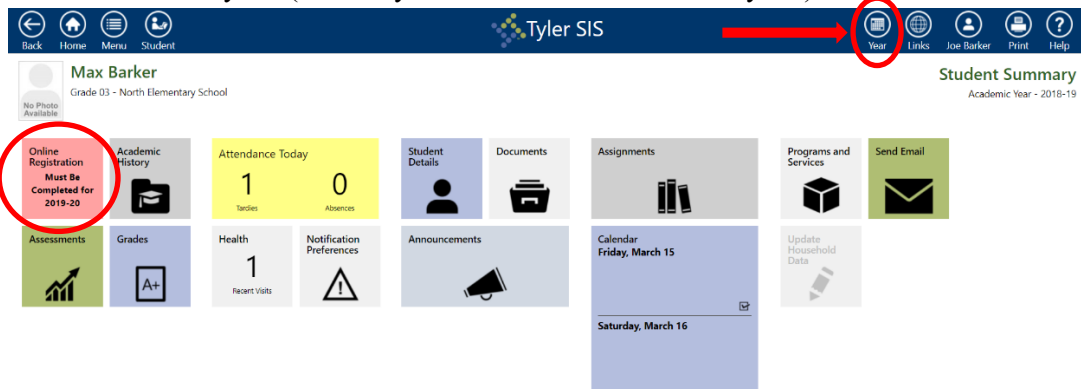 Tyler SIS
Back
Home
Menu
Student
Year
Links
Joe Barker
Print
Help
Max Barker
Grade 03 - North Elementary School
No Photo
Available
Student Summary
Academic Year - 2018-19
Online
Registration
Must Be
Completed for
2019-20
Academic
History
Attendance Today
1
0
Tardies
Absences
Student
Details
Documents
Assignments
Programs and
Services
Send Email
Assessments
Grades
A+
Health
1
Recent Visits
Notification
Preferences
Announcements
Calendar
Friday, March 15
Saturday, March 16
Update
Household
Data